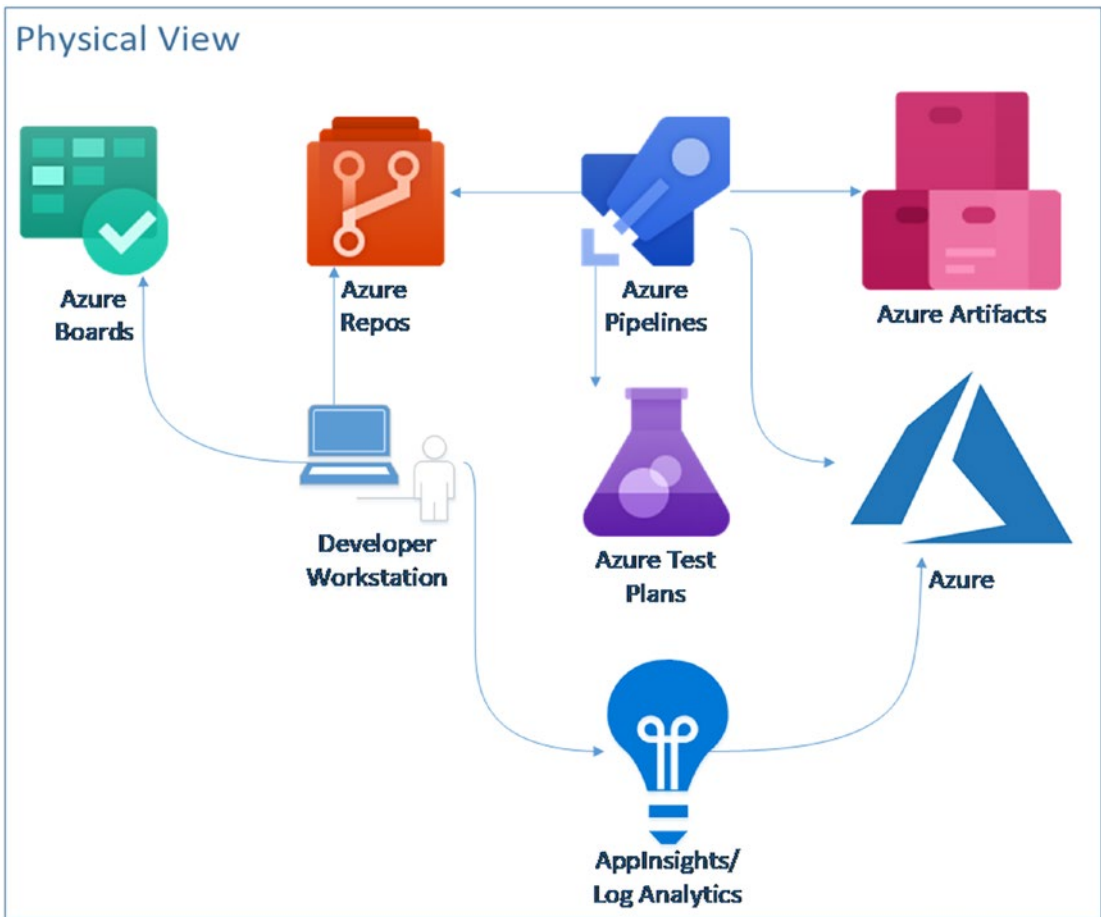 Physical View
Azure
Boards
Azure
Repos
Azure
Pipelines
Azure Artifacts
Developer
Workstation
Azure Test
Plans
Azure
AppInsights/
Log Analytics